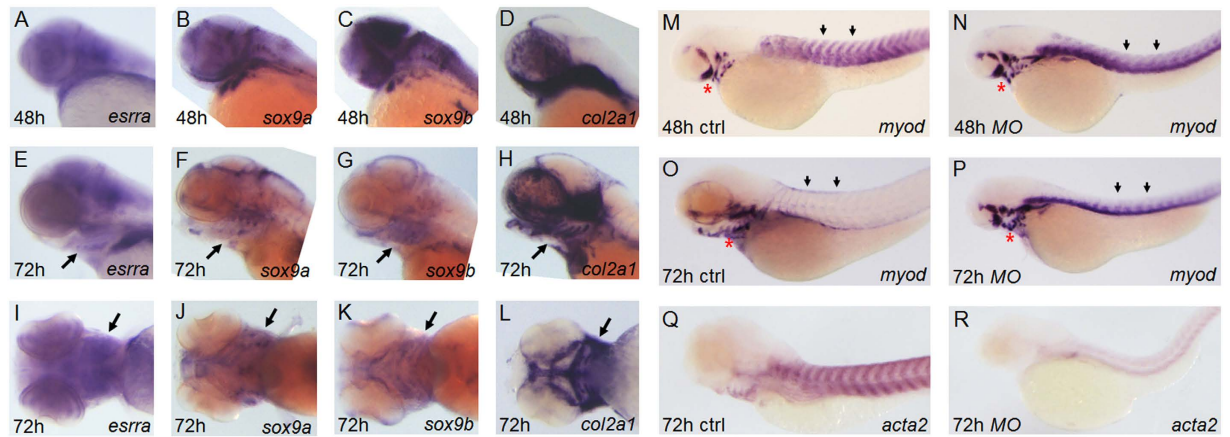 A B C D M N
48h esrra 48h sox9a 48h sox9b 48h col2a1 * 48h ctrl myod * 48h MO myod
E F G H O P
72h esrra 72h sox9a 72h sox9b 72h col2a1 * 72h ctrl myod * 72h MO myod
I J K L Q R
72h esrra 72h sox9a 72h sox9b 72h col2a1 72h ctrl acta2 72h MO acta2